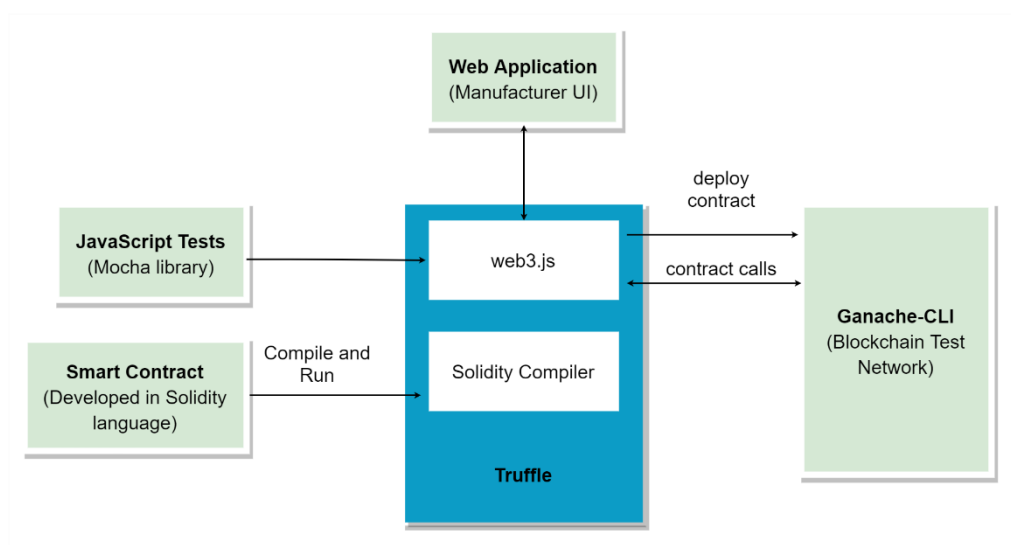 Web Application
(Manufacturer UI)
deploy
contract
JavaScript Tests
(Mocha library)
web3.js
contract calls
Ganache-CLI
(Blockchain Test
Network)
Compile and
Run
Smart Contract
(Developed in Solidity
language)
Solidity Compiler
Truffle